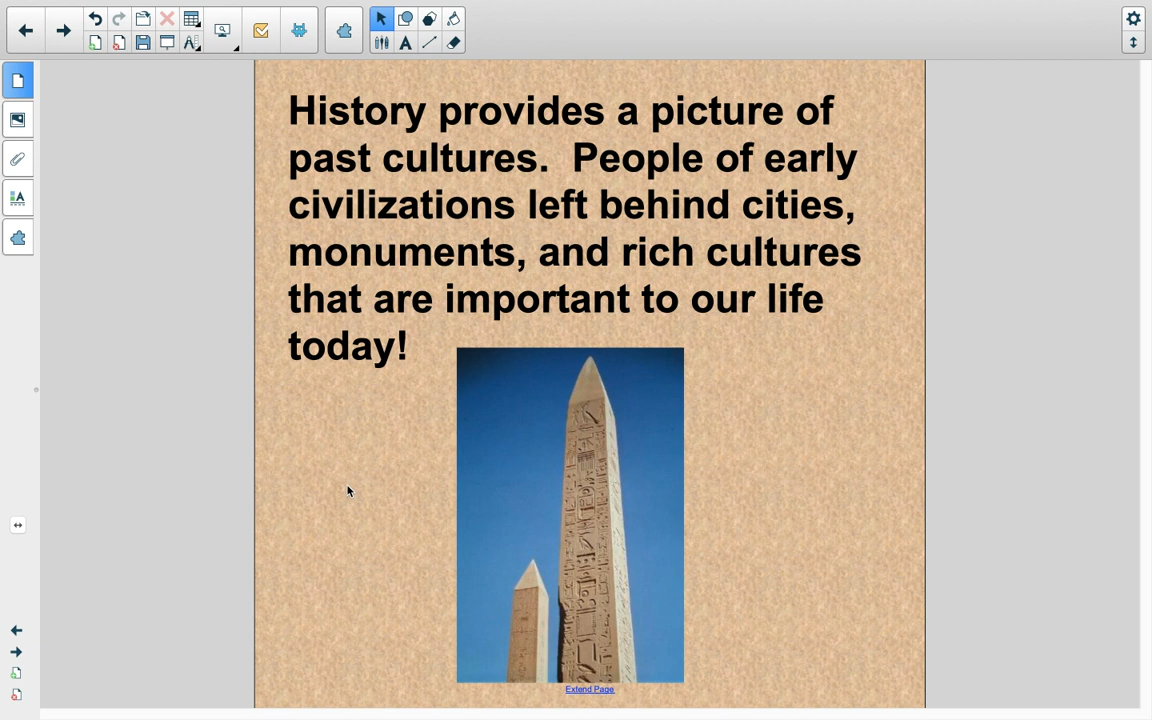 History provides a picture of
past cultures.  People of early
civilizations left behind cities,
monuments, and rich cultures
that are important to our life
today!
Extend Page